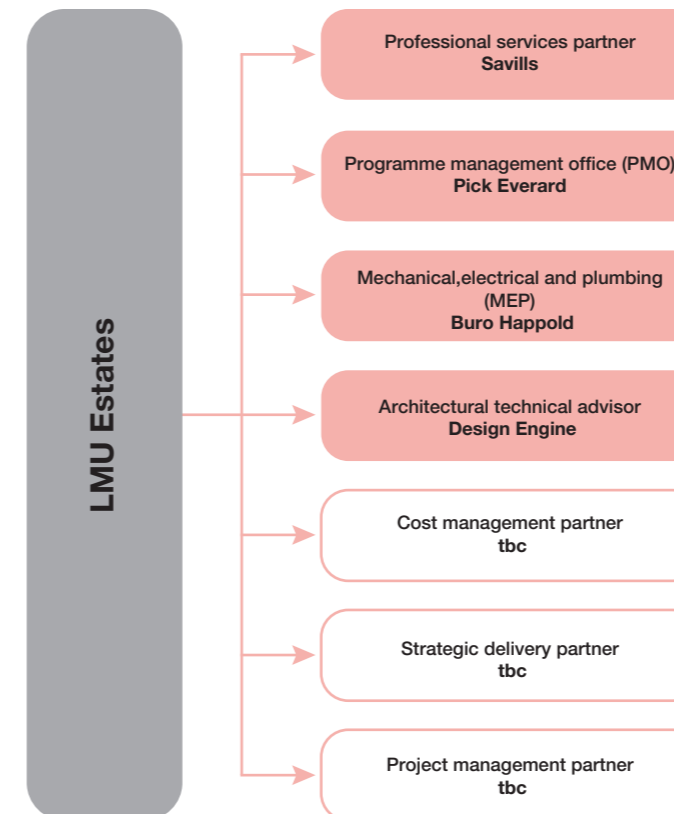 LMU Estates
Professional services partner
Savills
Programme management office (PMO)
Pick Everard
Mechanical,electrical and plumbing
(MEP)
Buro Happold
Architectural technical advisor
Design Engine
Cost management partner
tbc
Strategic delivery partner
tbc
Project management partner
tbc